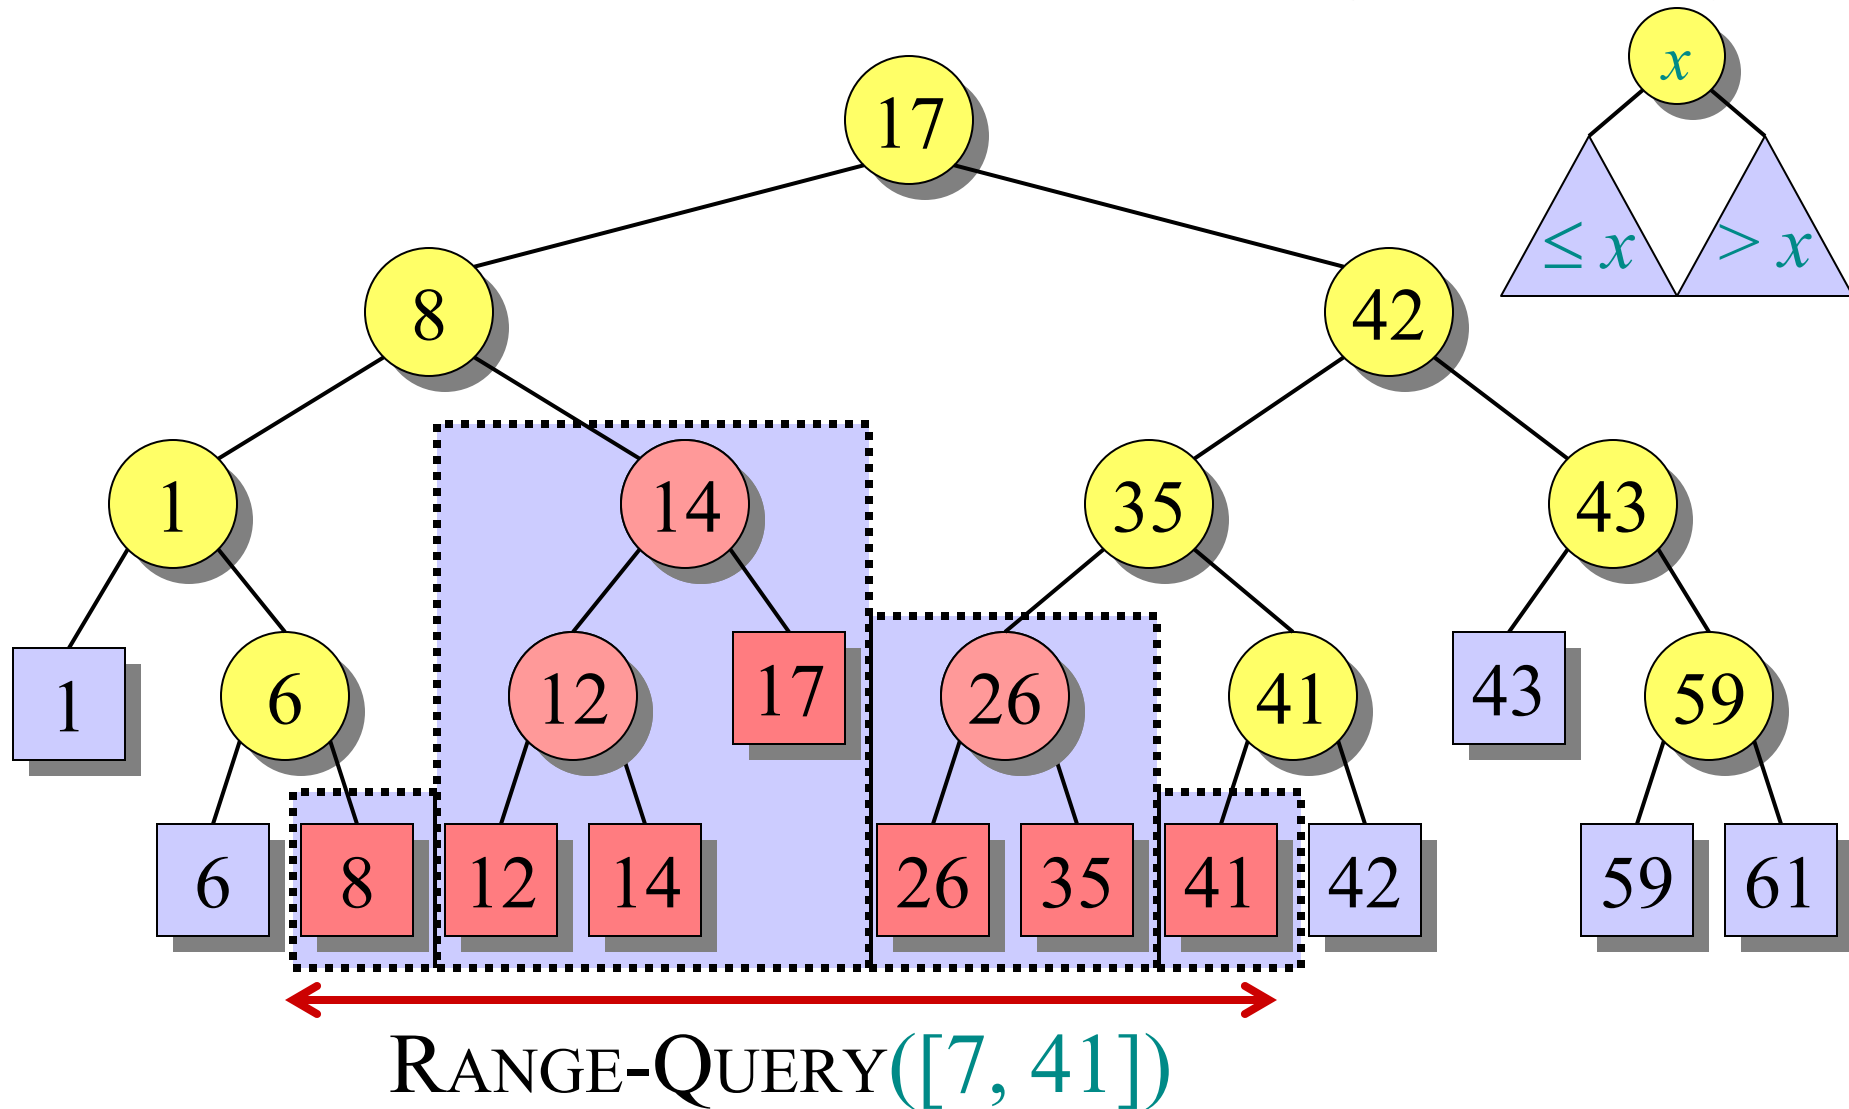 x
17
≤ x > x
8 42
1 14 35 43
1 6 12 17 26 41 43 59
6 8 12 14 26 35 41 42 59 61
RANGE-QUERY([7, 41])